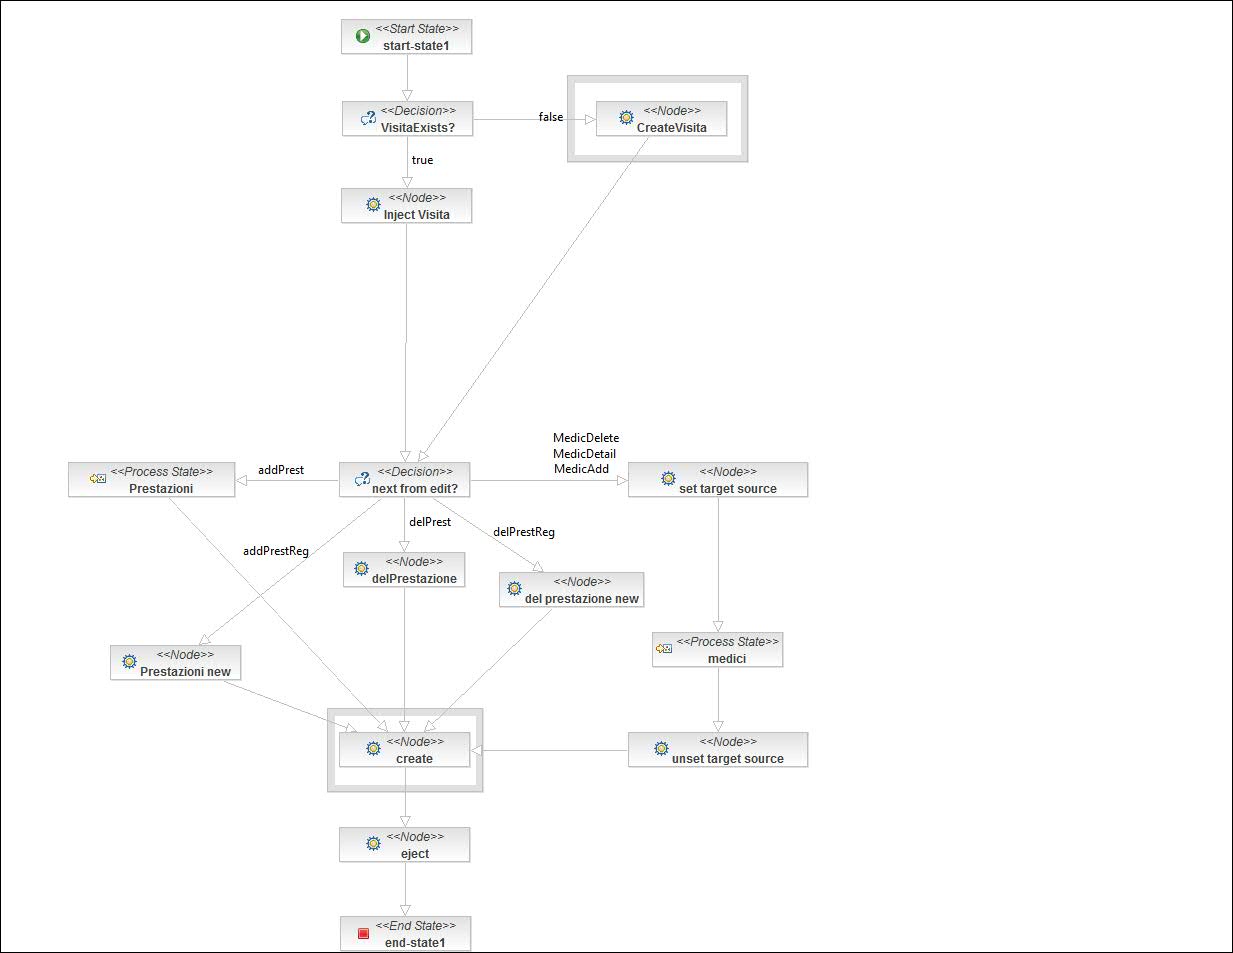 <<Start State>>
start-state1
<<Decision>>
VisitaExists?
false
<<Node>>
CreateVisita
true
<<Node>>
Inject Visita
MedicDelete
MedicDetail
MedicAdd
<<Process State>>
Prestazioni
addPrest
<<Decision>>
next from edit?
<<Node>>
set target source
delPrest
delPrestReg
addPrestReg
<<Node>>
delPrestazione
<<Node>>
del prestazione new
<<Node>>
Prestazioni new
<<Process State>>
medici
<<Node>>
create
<<Node>>
unset target source
<<Node>>
eject
<<End State>>
end-state1